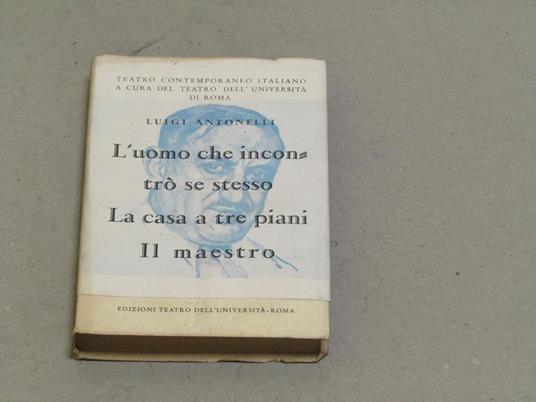 TEATRO CONTEMPORANEO ITALIANO
A CURA DEL TEATRO DELL'UNIVERSITÀ
DI ROMA
LUIGI ANTONELLI
L'uomo che incon=
trò se stesso
La casa a tre piani
Il maestro
EDIZIONI TEATRO DELL'UNIVERSITÀ-ROMA